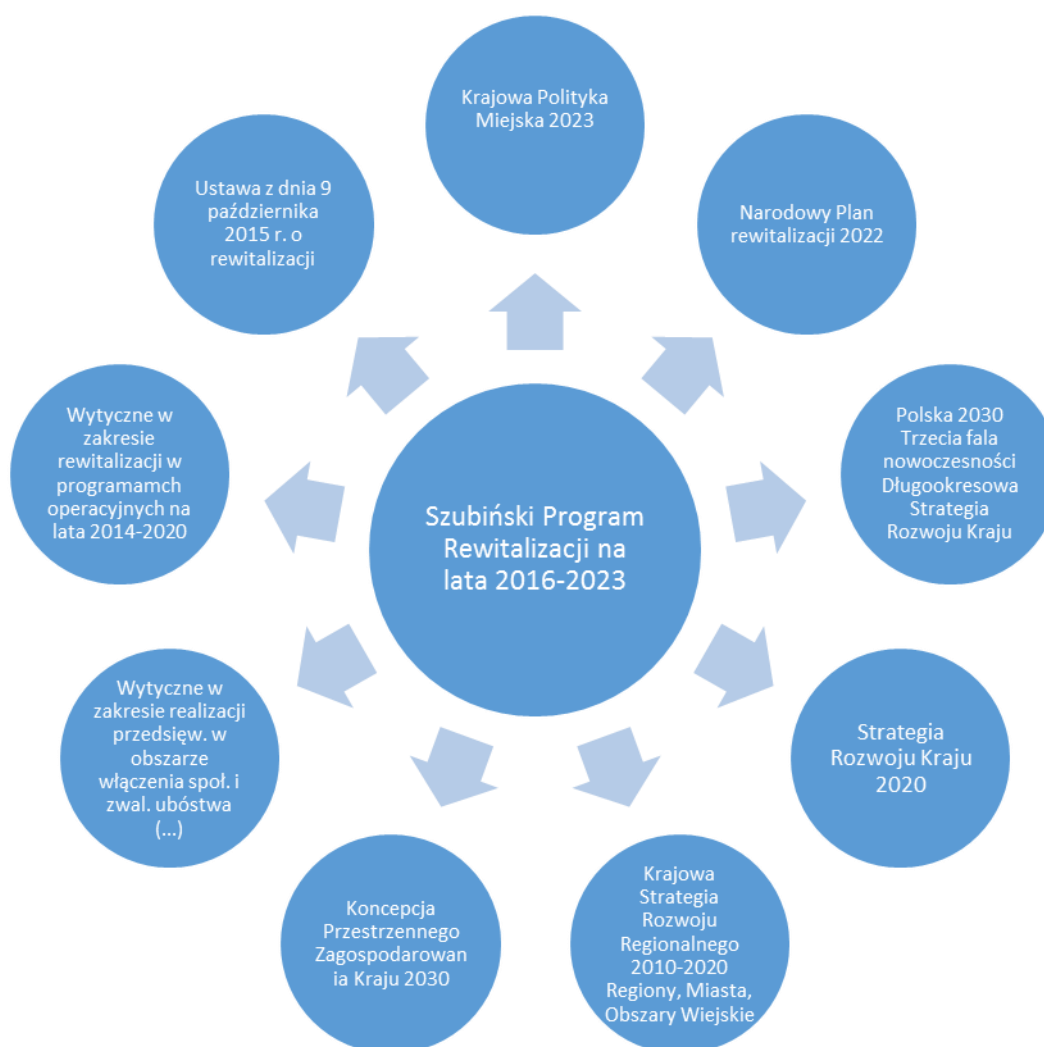 Krajowa Polityka
Miejska 2023
Narodowy Plan
rewitalizacji 2022
Polska 2030
Trzecia fala
nowoczesności
Długookresowa
Strategia
Rozwoju Kraju
Strategia
Rozwoju Kraju
2020
Krajowa
Strategia
Rozwoju
Regionalnego
2010-2020
Regiony, Miasta,
Obszary Wiejskie
Koncepcja
Przestrzennego
Zagospodarowan
ia Kraju 2030
Wytyczne w
zakresie realizacji
przedsięw. w
obszarze
włączenia społ. i
zwal. ubóstwa
(...)
Wytyczne w
zakresie
rewitalizacji w
programamch
operacyjnych na
lata 2014-2020
Ustawa z dnia 9
października
2015 r. o
rewitalizacji
Szubiński Program
Rewitalizacji na
lata 2016-2023